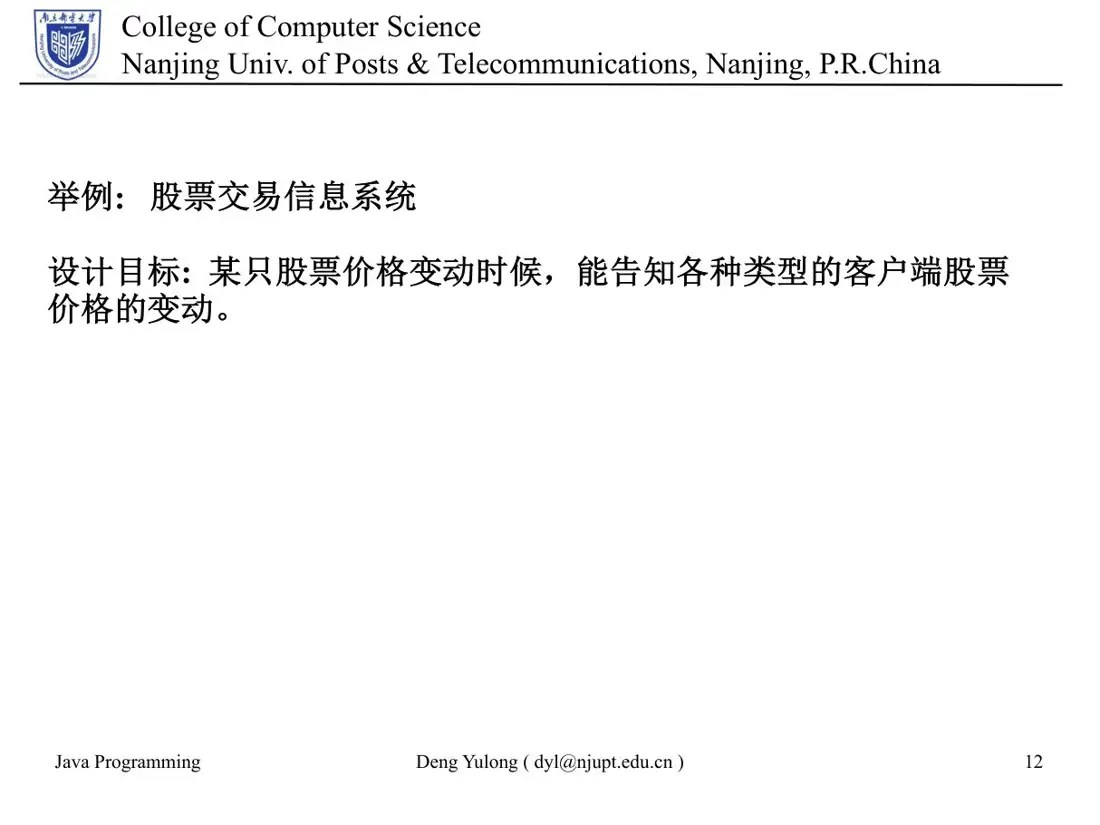 College of Computer Science
Nanjing Univ. of Posts & Telecommunications, Nanjing, P.R.China
举例: 股票交易信息系统
设计目标: 某只股票价格变动时候，能告知各种类型的客户端股票
价格的变动。
Java Programming
Deng Yulong ( dyl@njupt.edu.cn )
12